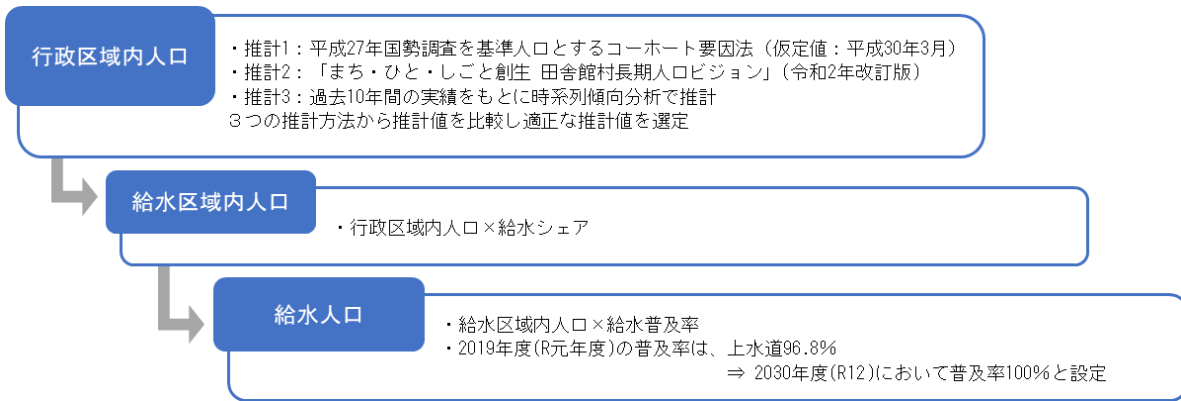 行政区域内人口
・推計1：平成27年国勢調査を基準人口とするコーホート要因法（仮定値：平成30年3月）
・推計2：「まち・ひと・しごと創生 田舎館村長期人口ビジョン」（令和2年改訂版）
・推計3：過去10年間の実績をもとに時系列傾向分析で推計
３つの推計方法から推計値を比較し適正な推計値を選定
給水区域内人口
・行政区域内人口×給水シェア
給水人口
・給水区域内人口×給水普及率
・2019年度(R元年度)の普及率は、上水道96.8%
⇒ 2030年度(R12)において普及率100%と設定